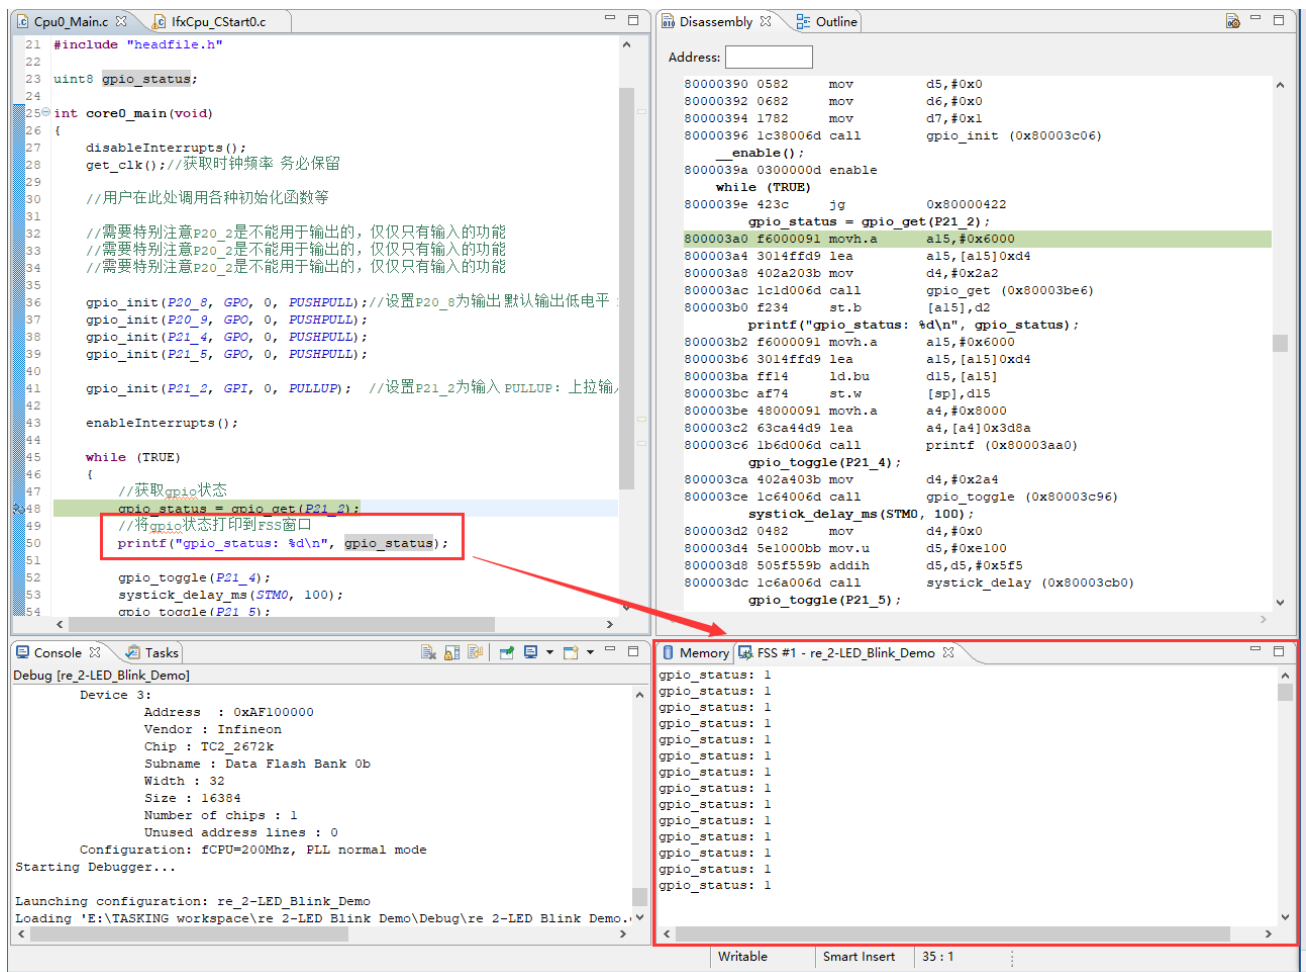 Cpu0_Main.c
IfxCpu_CStart0.c
21 #include "headfile.h"
22
23 uint8 gpio_status;
24
25 int core0_main(void)
26 {
27 disableInterrupts();
28 get_clk();//获取时钟频率 务必保留
29
30 //用户在此处调用各种初始化函数等
31
32 //需要特别注意P20_2是不能用于输出的，仅仅只有输入的功能
33 //需要特别注意P20_2是不能用于输出的，仅仅只有输入的功能
34 //需要特别注意P20_2是不能用于输出的，仅仅只有输入的功能
35
36 gpio_init(P20_8, GPO, 0, PUSHPULL);//设置P20_8为输出 默认输出低电平
37 gpio_init(P20_9, GPO, 0, PUSHPULL);
38 gpio_init(P21_4, GPO, 0, PUSHPULL);
39 gpio_init(P21_5, GPO, 0, PUSHPULL);
40
41 gpio_init(P21_2, GPI, 0, PULLUP); //设置P21_2为输入 PULLUP：上拉输入
42
43 enableInterrupts();
44
45 while (TRUE)
46 {
47 //获取gpio状态
48 gpio_status = gpio_get(P21_2);
49 //将gpio状态打印到FSS窗口
50 printf("gpio_status: %d\n", gpio_status);
51
52 gpio_toggle(P21_4);
53 systick_delay_ms(STM0, 100);
54 gpio_toggle(P21_5);
Disassembly
Outline
Address:
80000390 0582 mov d5,#0x0
80000392 0682 mov d6,#0x0
80000394 1782 mov d7,#0x1
80000396 1c38006d call gpio_init (0x80003c06)
__enable();
8000039a 0300000d enable
while (TRUE)
8000039e 423c jg 0x80000422
gpio_status = gpio_get(P21_2);
800003a0 f6000091 movh.a a15,#0x6000
800003a4 3014ffd9 lea a15,[a15]0xd4
800003a8 402a203b mov d4,#0x2a2
800003ac 1c1d006d call gpio_get (0x80003be6)
800003b0 f234 st.b [a15],d2
printf("gpio_status: %d\n", gpio_status);
800003b2 f6000091 movh.a a15,#0x6000
800003b6 3014ffd9 lea a15,[a15]0xd4
800003ba ff14 ld.bu d15,[a15]
800003bc af74 st.w [sp],d15
800003be 48000091 movh.a a4,#0x8000
800003c2 63ca44d9 lea a4,[a4]0x3d8a
800003c6 1b6d006d call printf (0x80003aa0)
gpio_toggle(P21_4);
800003ca 402a403b mov d4,#0x2a4
800003ce 1c64006d call gpio_toggle (0x80003c96)
systick_delay_ms(STM0, 100);
800003d2 0482 mov d4,#0x0
800003d4 5e1000bb mov.u d5,#0xe100
800003d8 505f559b addih d5,d5,#0x5f5
800003dc 1c6a006d call systick_delay (0x80003cb0)
gpio_toggle(P21_5);
Console
Tasks
Debug [re_2-LED_Blink_Demo]
Device 3:
Address : 0xAF100000
Vendor : Infineon
Chip : TC2_2672k
Subname : Data Flash Bank 0b
Width : 32
Size : 16384
Number of chips : 1
Unused address lines : 0
Configuration: fCPU=200Mhz, PLL normal mode
Starting Debugger...
Launching configuration: re_2-LED_Blink_Demo
Loading 'E:\TASKING workspace\re 2-LED Blink Demo\Debug\re 2-LED Blink Demo.
Memory
FSS #1 - re_2-LED_Blink_Demo
gpio_status: 1
gpio_status: 1
gpio_status: 1
gpio_status: 1
gpio_status: 1
gpio_status: 1
gpio_status: 1
gpio_status: 1
gpio_status: 1
gpio_status: 1
gpio_status: 1
gpio_status: 1
gpio_status: 1
gpio_status: 1
Writable
Smart Insert
35 : 1